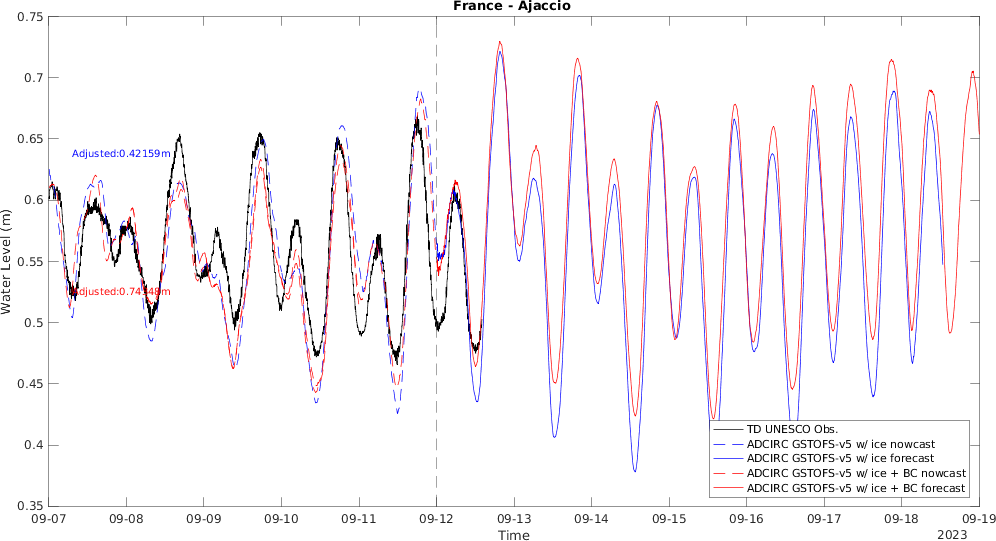 France - Ajaccio
Water Level (m)
0.75
0.7
0.65
0.6
0.55
0.5
0.45
0.4
0.35
Adjusted:0.42159m
09-07
09-08
09-09
09-10
09-11
09-12
09-13
09-14
09-15
09-16
09-17
09-18
09-19
Time
2023
TD UNESCO Obs.
ADCIRC GSTOFS-v5 w/ ice nowcast
ADCIRC GSTOFS-v5 w/ ice forecast
ADCIRC GSTOFS-v5 w/ ice + BC nowcast
ADCIRC GSTOFS-v5 w/ ice + BC forecast